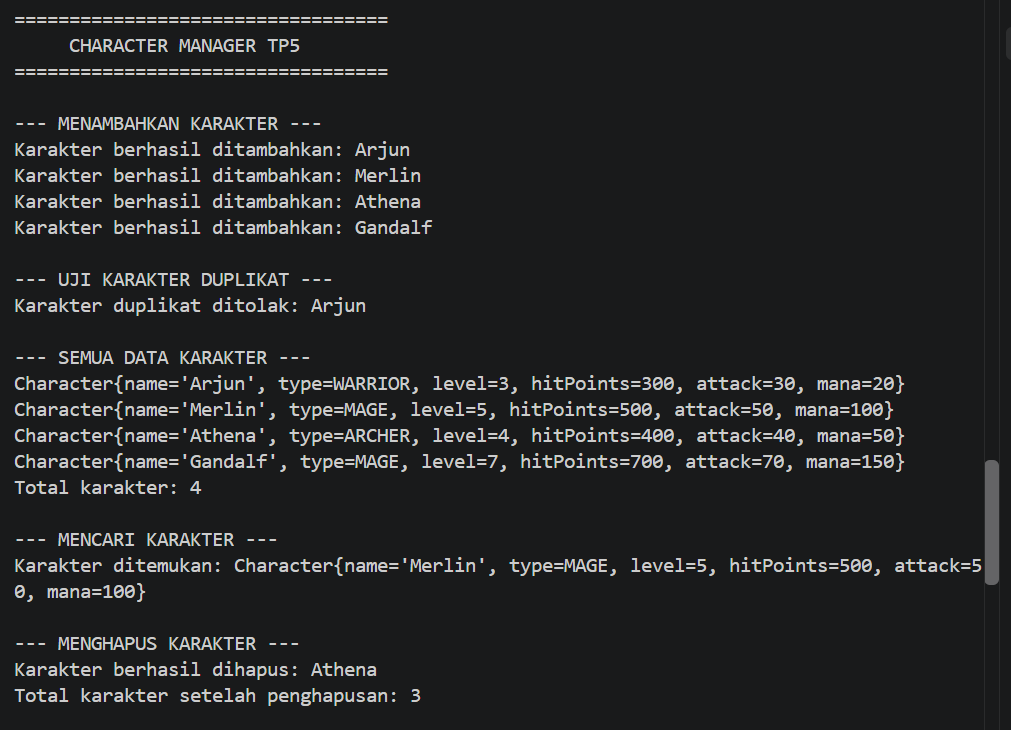 ==================================
     CHARACTER MANAGER TP5
==================================

--- MENAMBAHKAN KARAKTER ---
Karakter berhasil ditambahkan: Arjun
Karakter berhasil ditambahkan: Merlin
Karakter berhasil ditambahkan: Athena
Karakter berhasil ditambahkan: Gandalf

--- UJI KARAKTER DUPLIKAT ---
Karakter duplikat ditolak: Arjun

--- SEMUA DATA KARAKTER ---
Character{name='Arjun', type=WARRIOR, level=3, hitPoints=300, attack=30, mana=20}
Character{name='Merlin', type=MAGE, level=5, hitPoints=500, attack=50, mana=100}
Character{name='Athena', type=ARCHER, level=4, hitPoints=400, attack=40, mana=50}
Character{name='Gandalf', type=MAGE, level=7, hitPoints=700, attack=70, mana=150}
Total karakter: 4

--- MENCARI KARAKTER ---
Karakter ditemukan: Character{name='Merlin', type=MAGE, level=5, hitPoints=500, attack=5
0, mana=100}

--- MENGHAPUS KARAKTER ---
Karakter berhasil dihapus: Athena
Total karakter setelah penghapusan: 3